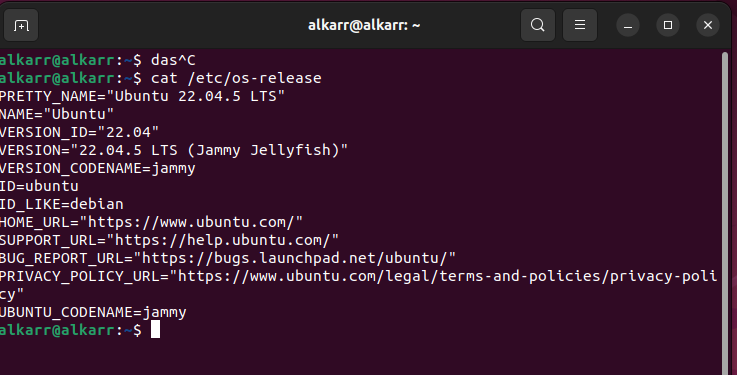 alkarr@alkarr: ~
alkarr@alkarr:~$ das^C
alkarr@alkarr:~$ cat /etc/os-release
PRETTY_NAME="Ubuntu 22.04.5 LTS"
NAME="Ubuntu"
VERSION_ID="22.04"
VERSION="22.04.5 LTS (Jammy Jellyfish)"
VERSION_CODENAME=jammy
ID=ubuntu
ID_LIKE=debian
HOME_URL="https://www.ubuntu.com/"
SUPPORT_URL="https://help.ubuntu.com/"
BUG_REPORT_URL="https://bugs.launchpad.net/ubuntu/"
PRIVACY_POLICY_URL="https://www.ubuntu.com/legal/terms-and-policies/privacy-poli
cy"
UBUNTU_CODENAME=jammy
alkarr@alkarr:~$